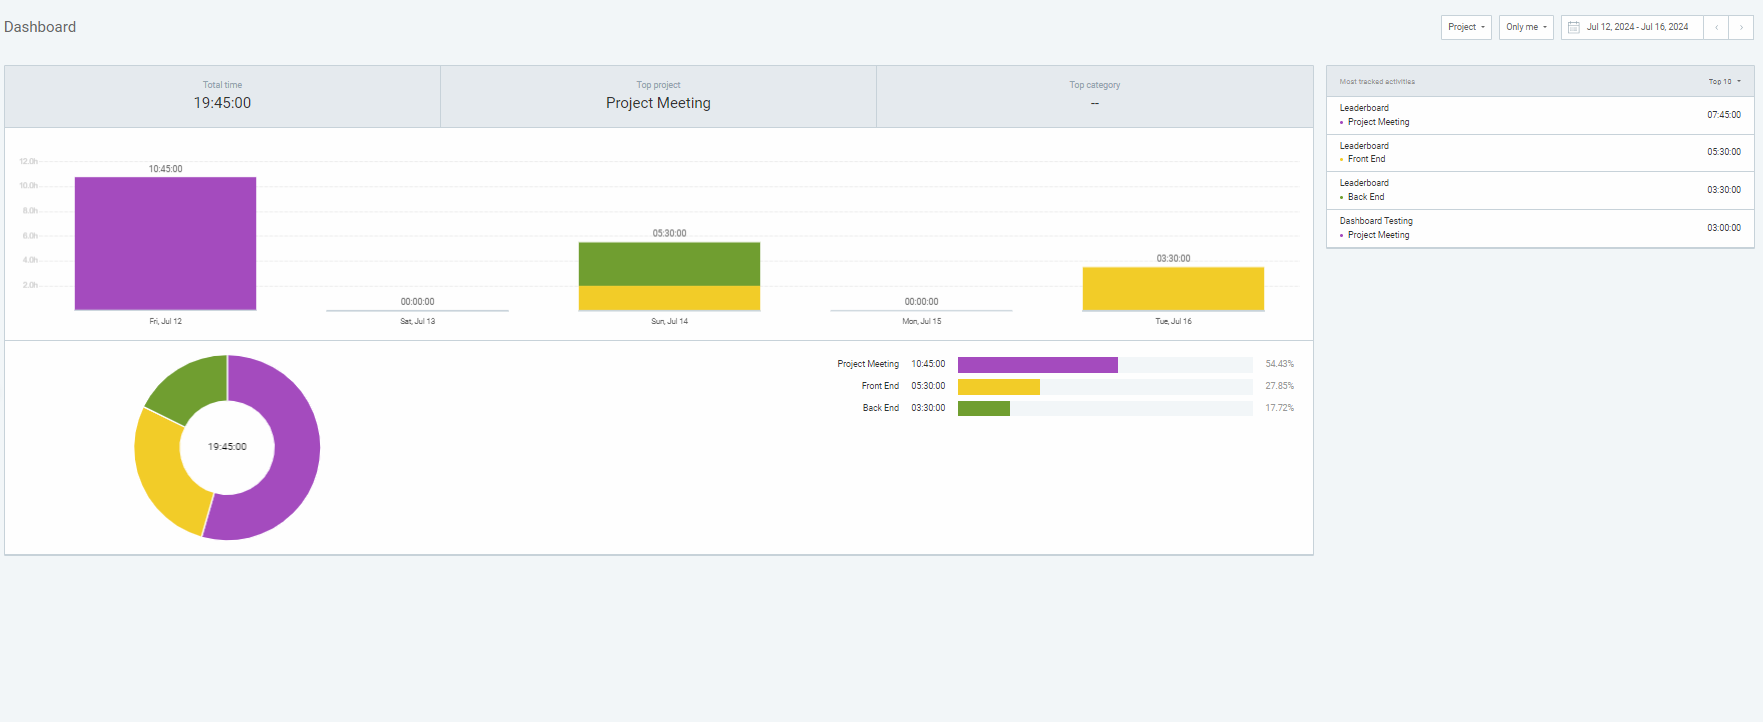 Dashboard
Project
Only me
Jul 12, 2024 - Jul 16, 2024
Total time
19:45:00
Top project
Project Meeting
Top category
--
12.0h
10.0h
8.0h
6.0h
4.0h
2.0h
10:45:00
00:00:00
05:30:00
00:00:00
03:30:00
Fri, Jul 12
Sat, Jul 13
Sun, Jul 14
Mon, Jul 15
Tue, Jul 16
19:45:00
Project Meeting 10:45:00 54.43%
Front End 05:30:00 27.85%
Back End 03:30:00 17.72%
Most tracked activities Top 10
Leaderboard
Project Meeting 07:45:00
Leaderboard
Front End 05:30:00
Leaderboard
Back End 03:30:00
Dashboard Testing
Project Meeting 03:00:00